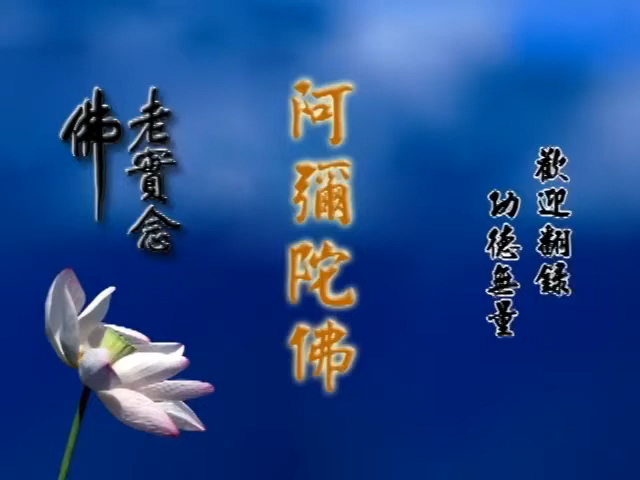 歡迎翻錄
功德無量
阿彌陀佛
老實念
佛